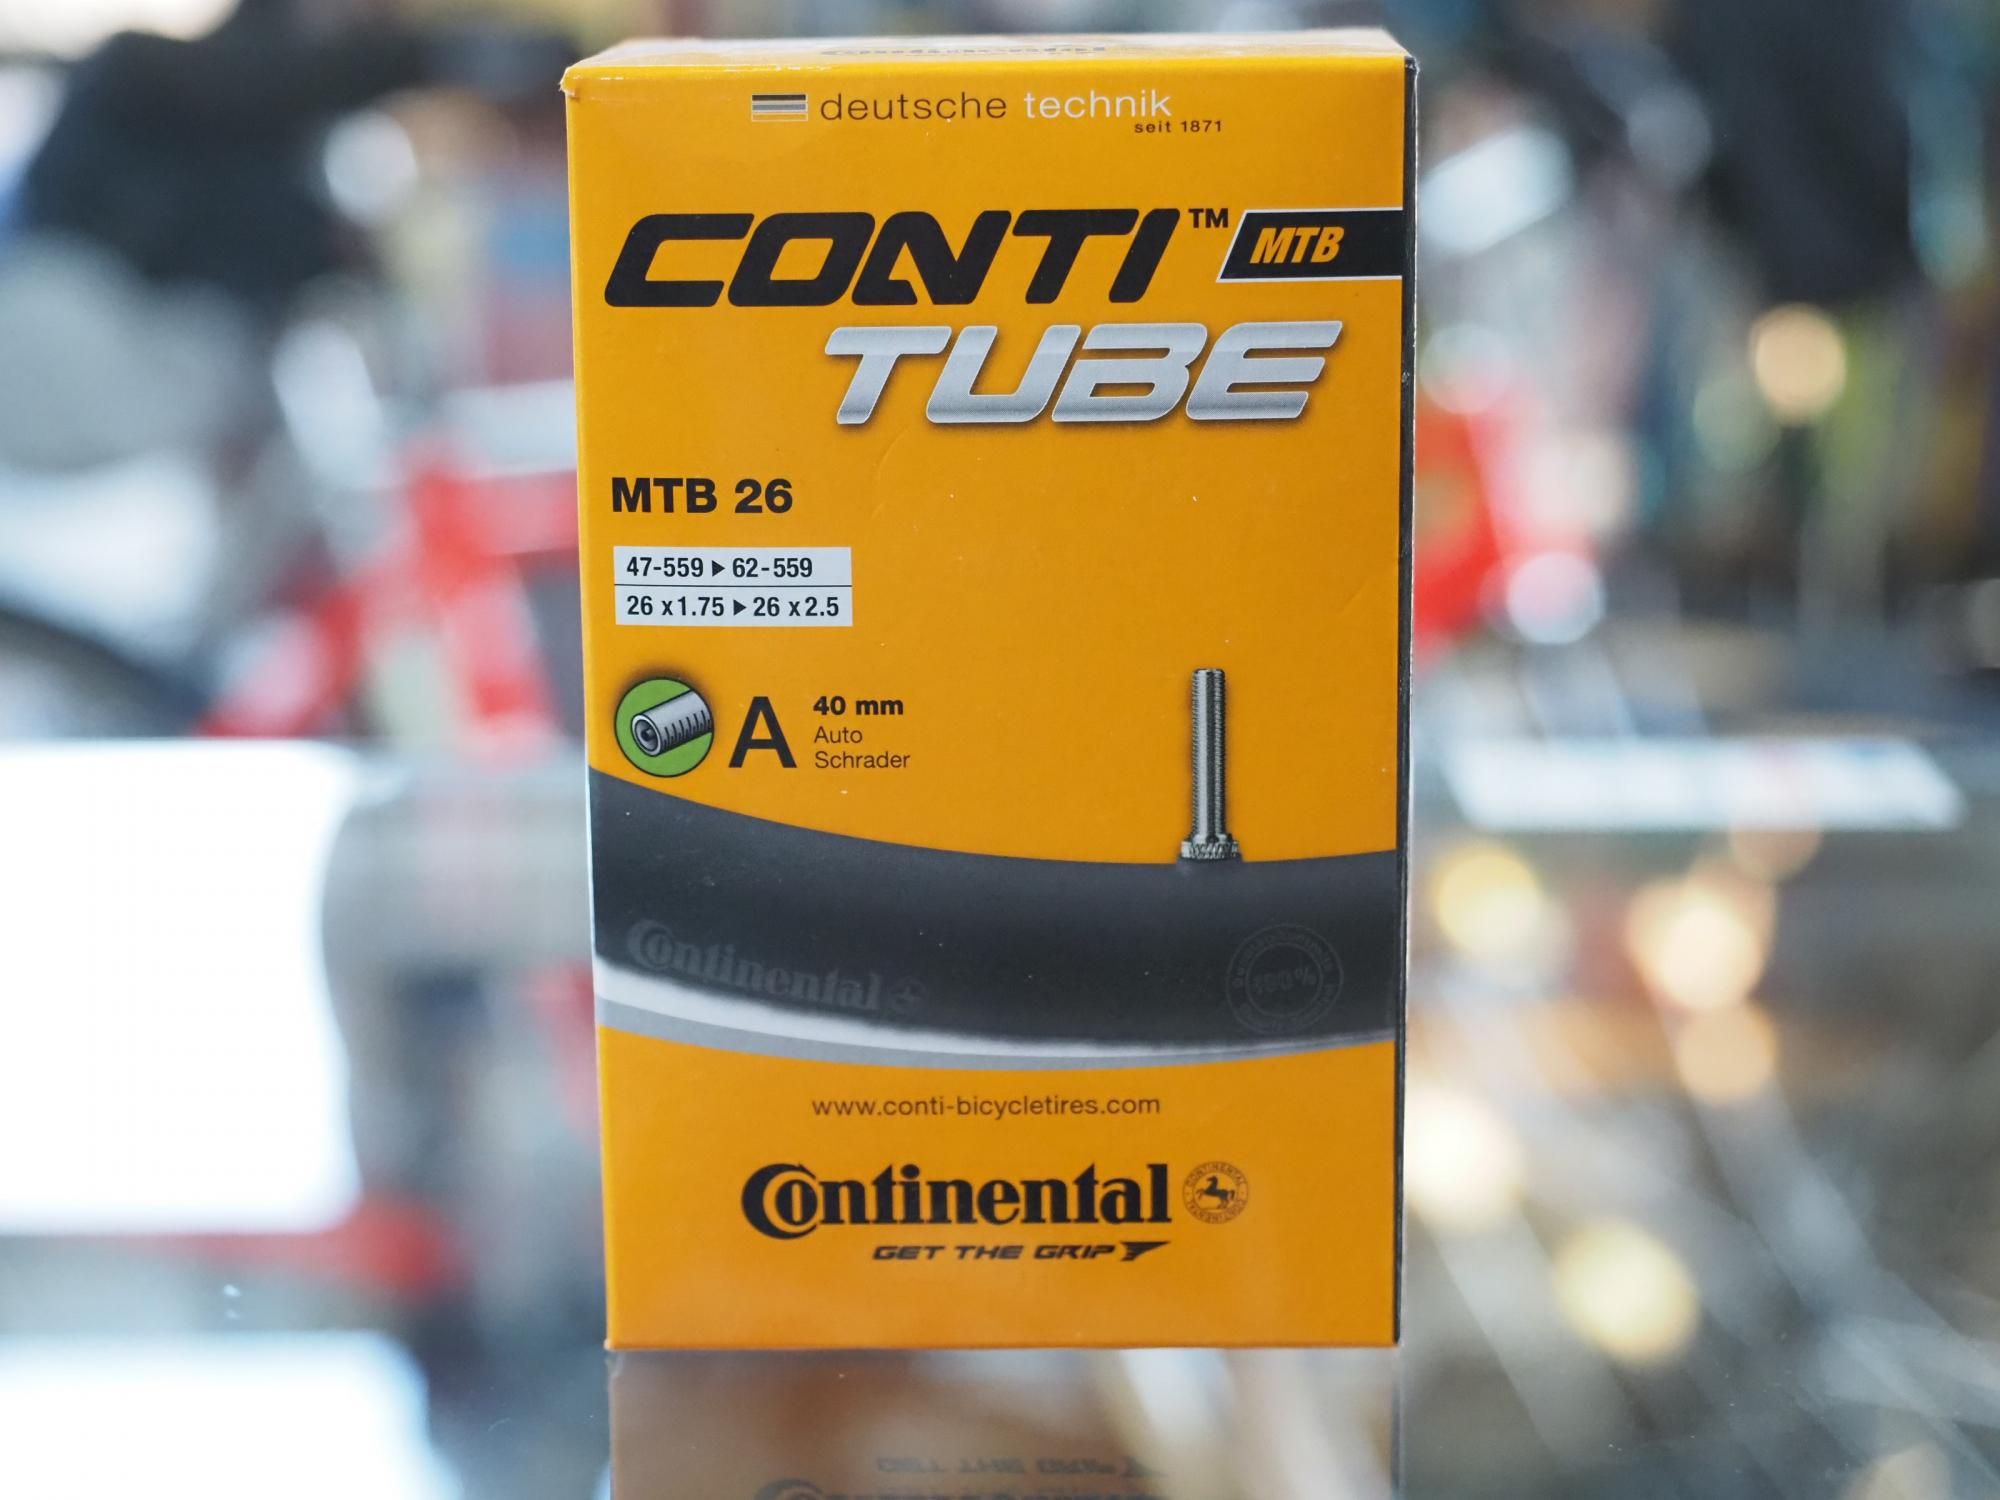 deutsche technik
seit 1871
CONTI™ MTB
TUBE
MTB 26
47-559 ▶ 62-559
26 x 1.75 ▶ 26 x 2.5
A 40 mm
Auto
Schrader
Continental
100%
www.conti-bicycletires.com
Continental
GET THE GRIP